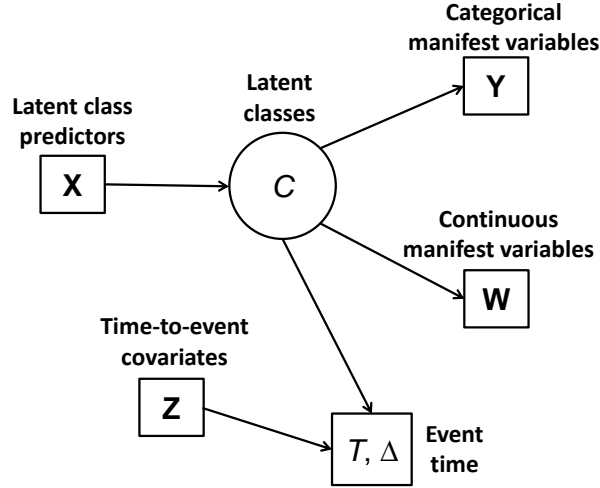 Categorical
manifest variables
Y
Latent
classes
Latent class
predictors
X
C
Continuous
manifest variables
W
Time-to-event
covariates
Z
T, Δ
Event
time